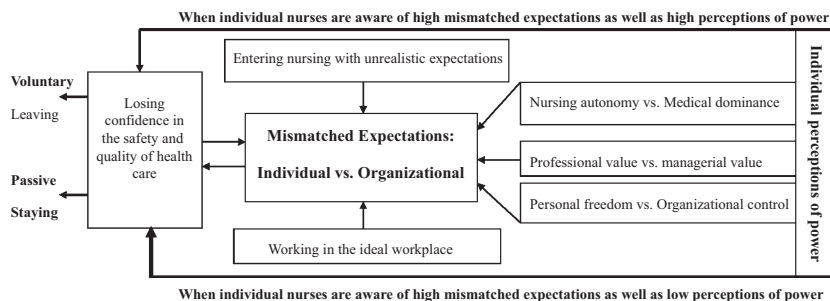 When individual nurses are aware of high mismatched expectations as well as high perceptions of power
Entering nursing with unrealistic expectations
Voluntary
Leaving
Passive
Staying
Losing
confidence in
the safety and
quality of health
care
Mismatched Expectations:
Individual vs. Organizational
Nursing autonomy vs. Medical dominance
Professional value vs. managerial value
Personal freedom vs. Organizational control
Individual perceptions of power
Working in the ideal workplace
When individual nurses are aware of high mismatched expectations as well as low perceptions of power